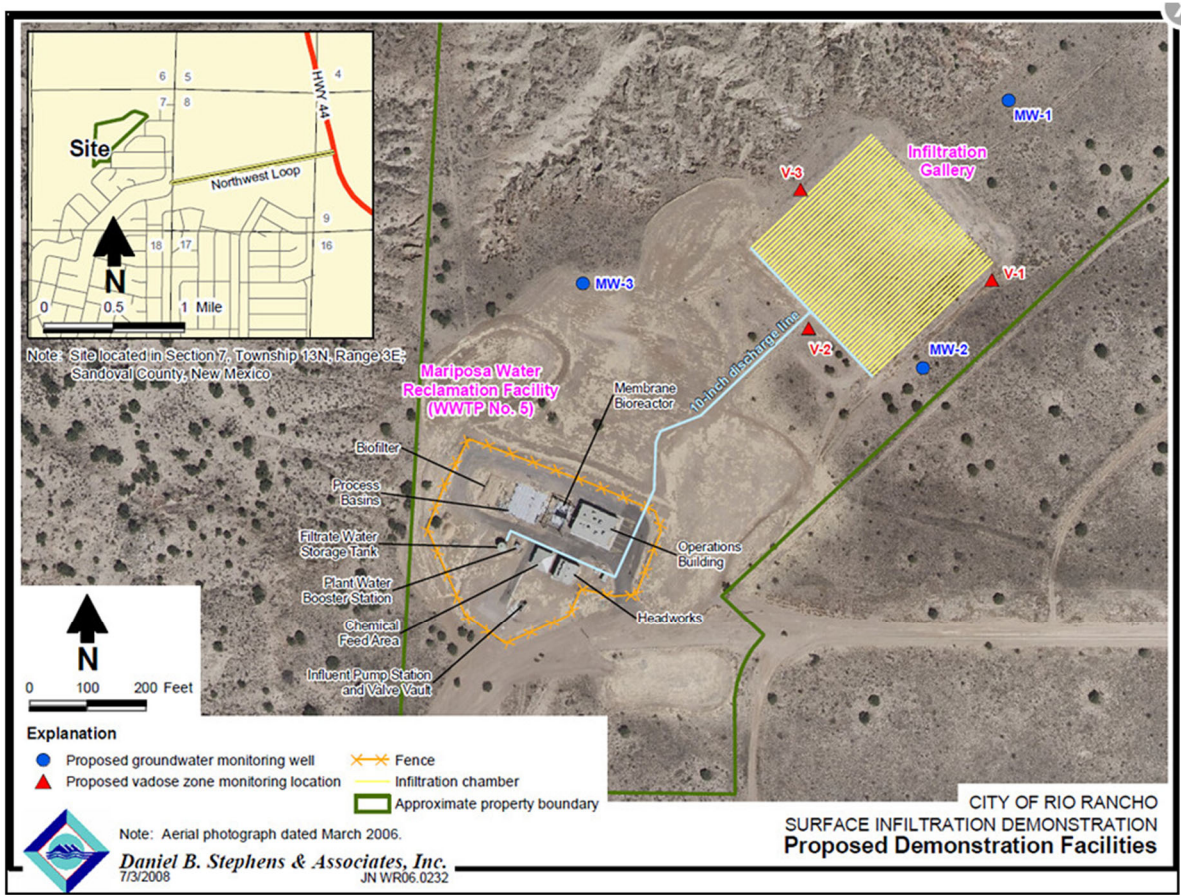 6 5
4
7 8
HWY 44
Site
Northwest Loop
9
18 17
16
N
0 0.5 1 Mile
Note: Site located in Section 7, Township 13N, Range 3E;
Sandoval County, New Mexico
MW-1
Infiltration
Gallery
V-3
V-1
MW-3
V-2
MW-2
10-inch discharge line
Mariposa Water
Reclamation Facility
(WWTP No. 5)
Membrane
Bioreactor
Biofilter
Process
Basins
Filtrate Water
Storage Tank
Plant Water
Booster Station
Chemical
Feed Area
Influent Pump Station
and Valve Vault
Operations
Building
Headworks
N
0 100 200 Feet
Explanation
Proposed groundwater monitoring well
Proposed vadose zone monitoring location
Fence
Infiltration chamber
Approximate property boundary
Note: Aerial photograph dated March 2006.
Daniel B. Stephens & Associates, Inc.
7/3/2008 JN WR06.0232
CITY OF RIO RANCHO
SURFACE INFILTRATION DEMONSTRATION
Proposed Demonstration Facilities